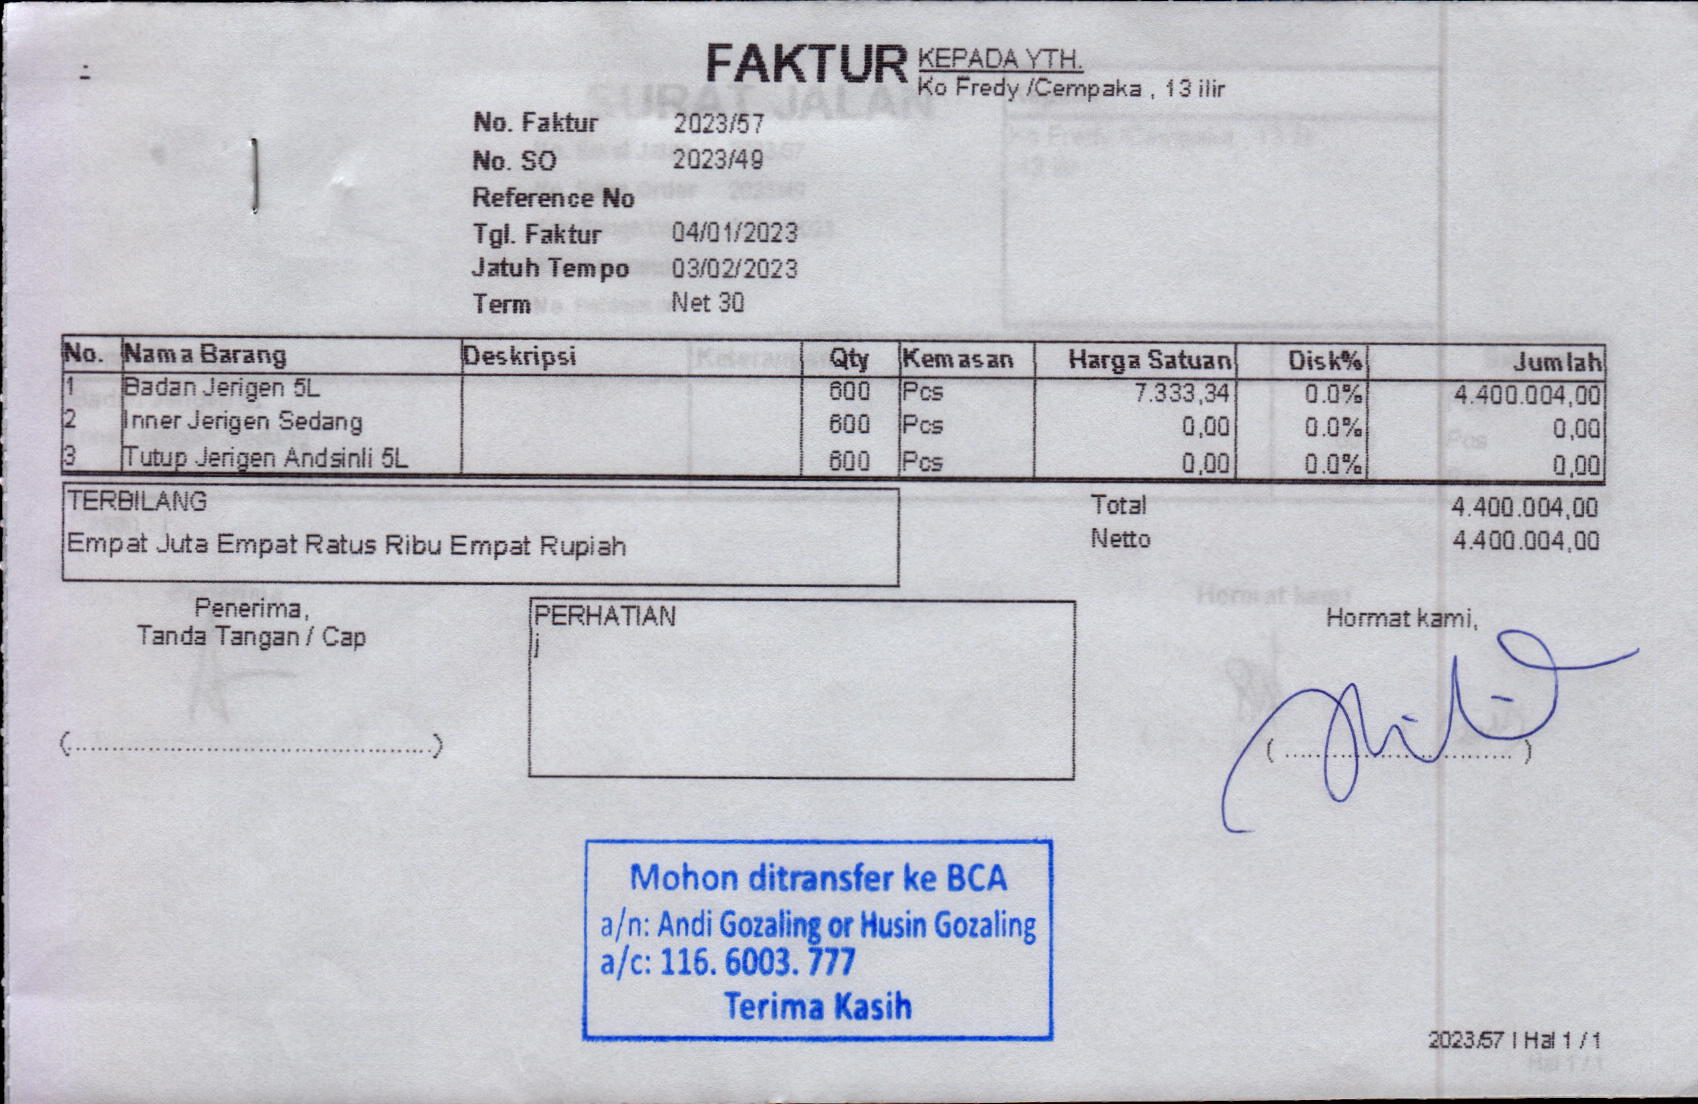 FAKTUR
KEPADA YTH.
Ko Fredy /Cempaka , 13 ilir
No. Faktur 2023/57
No. SO 2023/49
Reference No
Tgl. Faktur 04/01/2023
Jatuh Tempo 03/02/2023
Term Net 30
No. Nama Barang Deskripsi Qty Kemasan Harga Satuan Disk% Jumlah
1 Badan Jerigen 5L 600 Pcs 7.333,34 0.0% 4.400.004,00
2 Inner Jerigen Sedang 600 Pcs 0,00 0.0% 0,00
3 Tutup Jerigen Andsinli 5L 600 Pcs 0,00 0.0% 0,00
TERBILANG
Empat Juta Empat Ratus Ribu Empat Rupiah
Total 4.400.004,00
Netto 4.400.004,00
Penerima,
Tanda Tangan / Cap
PERHATIAN
j
Hormat kami,
(..................................................)
( .................................. )
Mohon ditransfer ke BCA
a/n: Andi Gozaling or Husin Gozaling
a/c: 116. 6003. 777
Terima Kasih
2023/57 | Hal 1 / 1